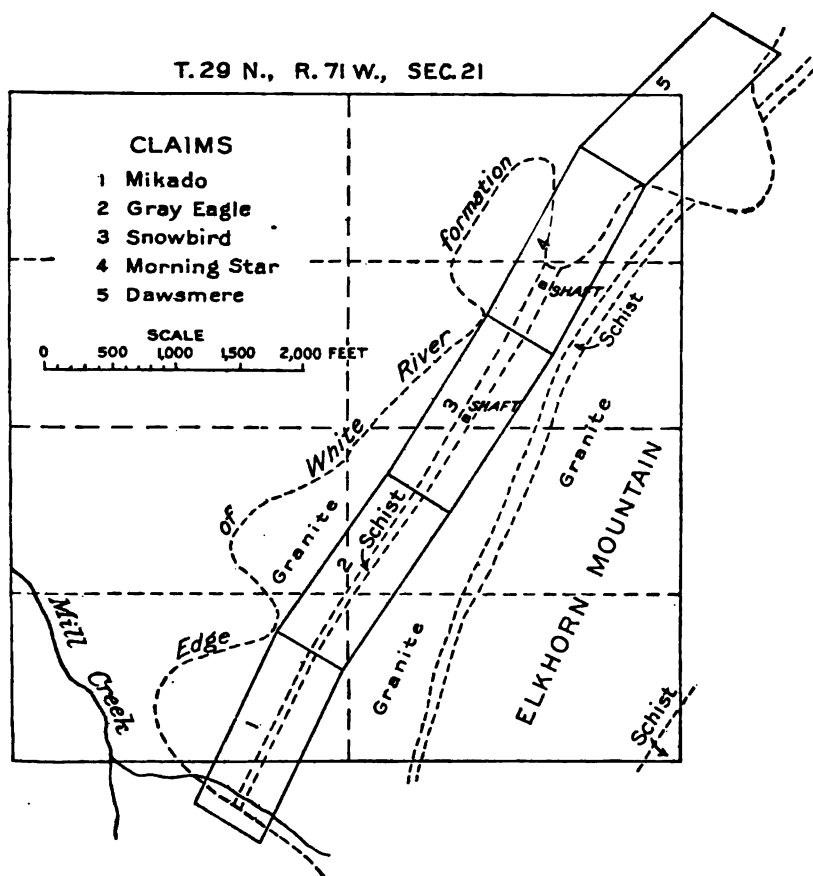 T. 29 N., R. 71 W., SEC. 21
CLAIMS
1 Mikado
2 Gray Eagle
3 Snowbird
4 Morning Star
5 Dawsmere
SCALE
0 500 1,000 1,500 2,000 FEET
5
formation
4
SHAFT
Schist
River
3
SHAFT
White
Granite
of
Granite
Schist
2
ELKHORN MOUNTAIN
Mill Creek
Edge
Granite
1
Schist